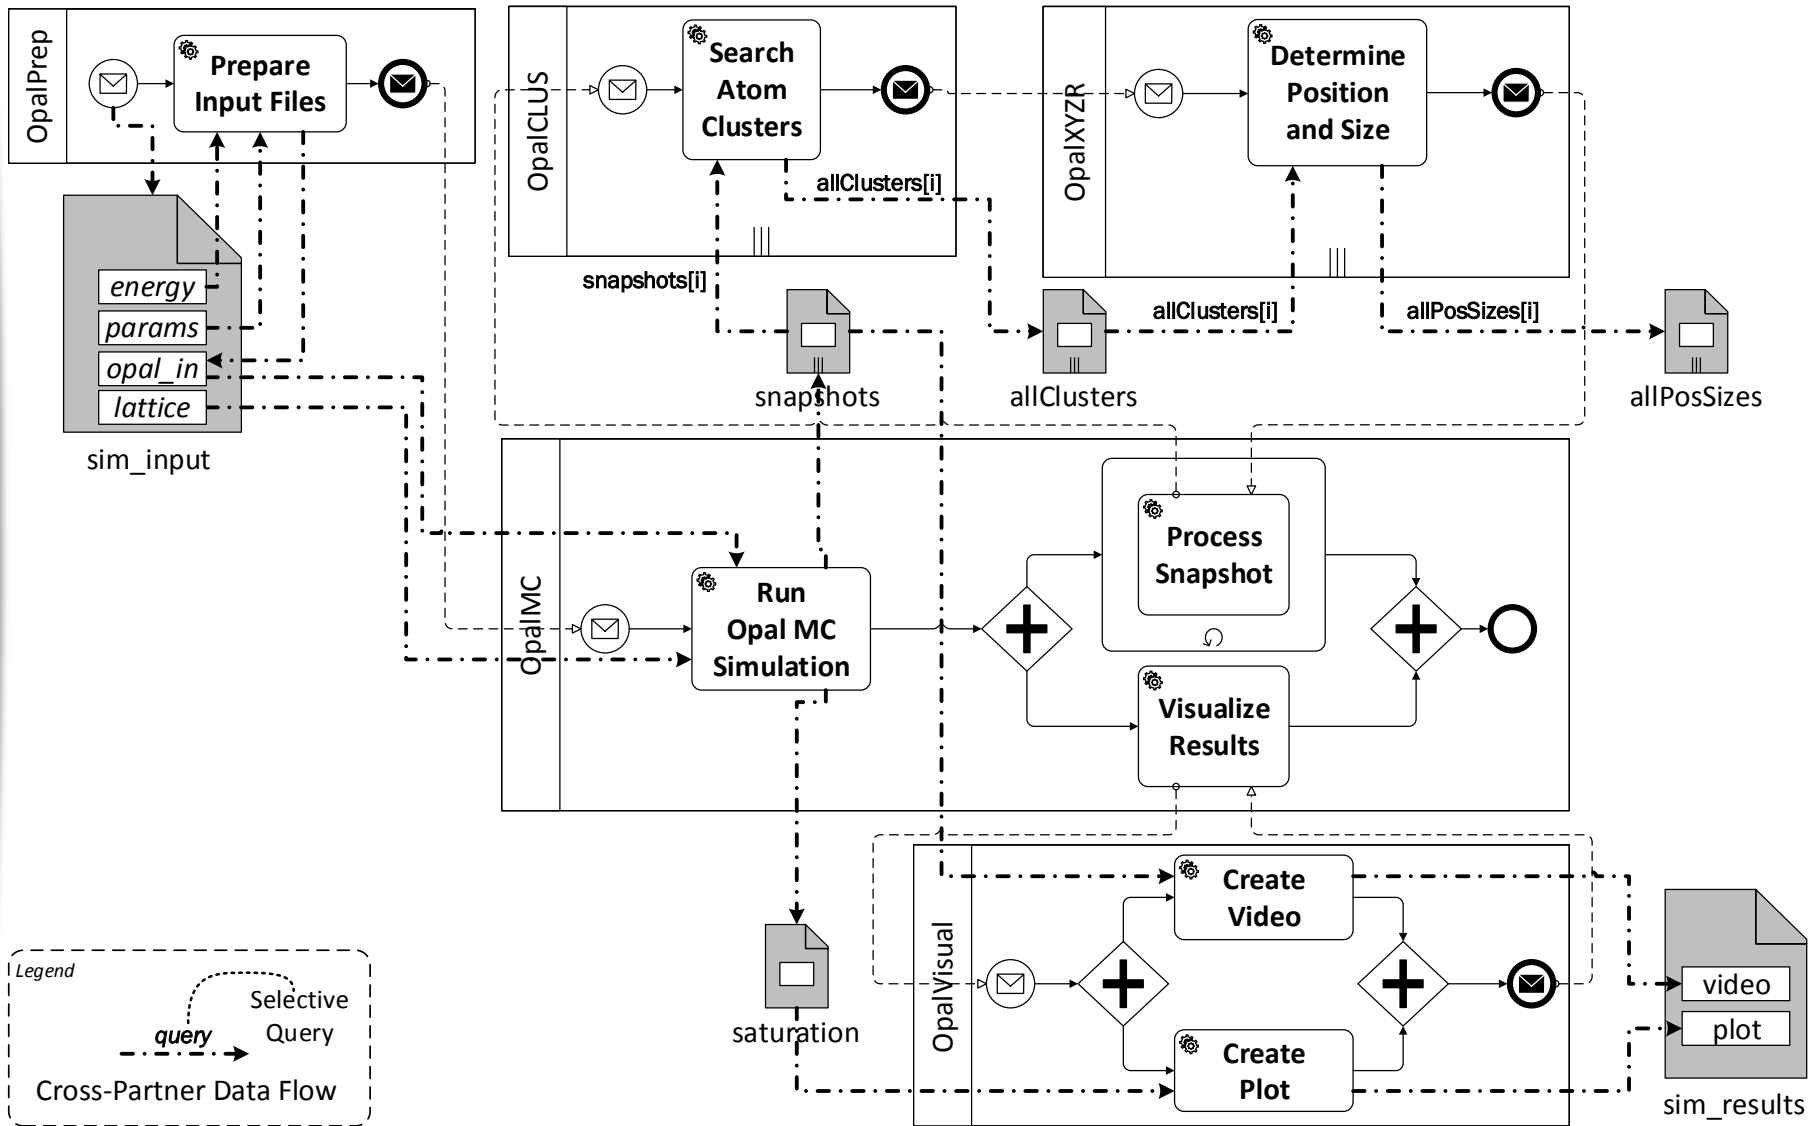 OpalPrep
Prepare
Input Files
energy
params
opal_in
lattice
sim_input
OpalCLUS
Search
Atom
Clusters
allClusters[i]
snapshots[i]
snapshots
OpalXYZR
Determine
Position
and Size
allClusters[i]
allPosSizes[i]
allClusters
allPosSizes
OpalMC
Run
Opal MC
Simulation
Process
Snapshot
Visualize
Results
saturation
OpalVisual
Create
Video
Create
Plot
video
plot
sim_results
Legend
Selective
Query
query
Cross-Partner Data Flow